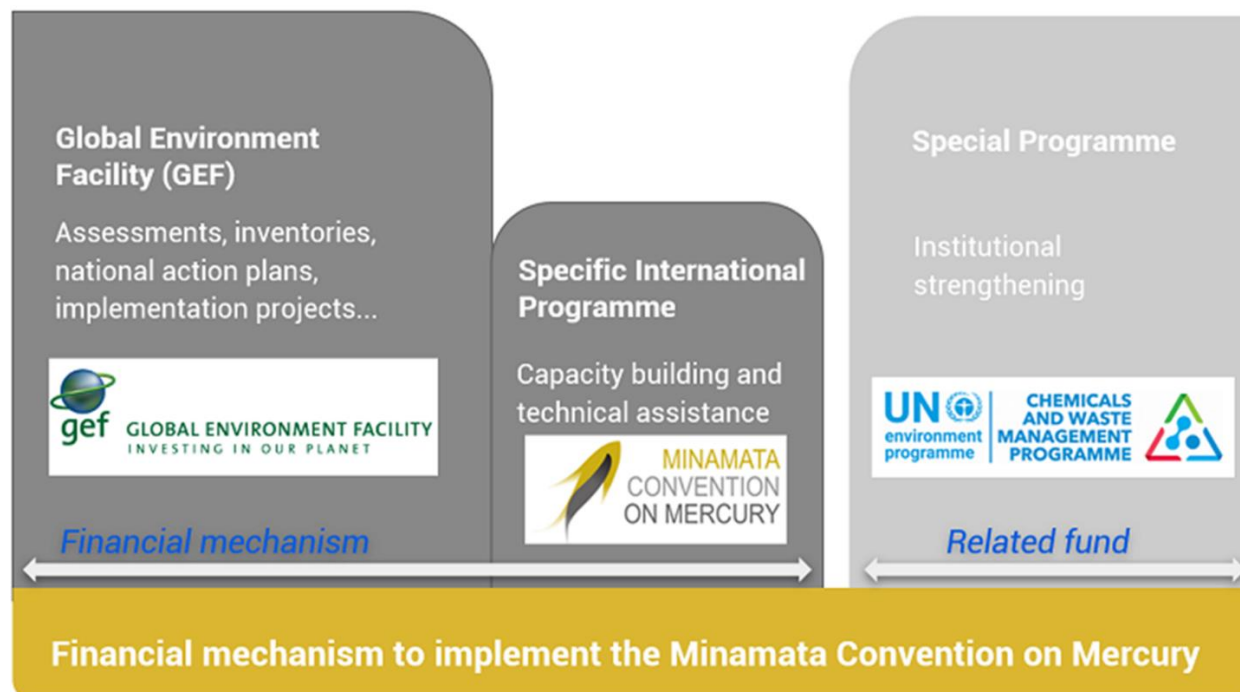 Global Environment
Facility (GEF)
Assessments, inventories,
national action plans,
implementation projects...
gef
GLOBAL ENVIRONMENT FACILITY
INVESTING IN OUR PLANET
Financial mechanism
Specific International
Programme
Capacity building and
technical assistance
MINAMATA
CONVENTION
ON MERCURY
Special Programme
Institutional
strengthening
UN
environment
programme
CHEMICALS
AND WASTE
MANAGEMENT
PROGRAMME
Related fund
Financial mechanism to implement the Minamata Convention on Mercury